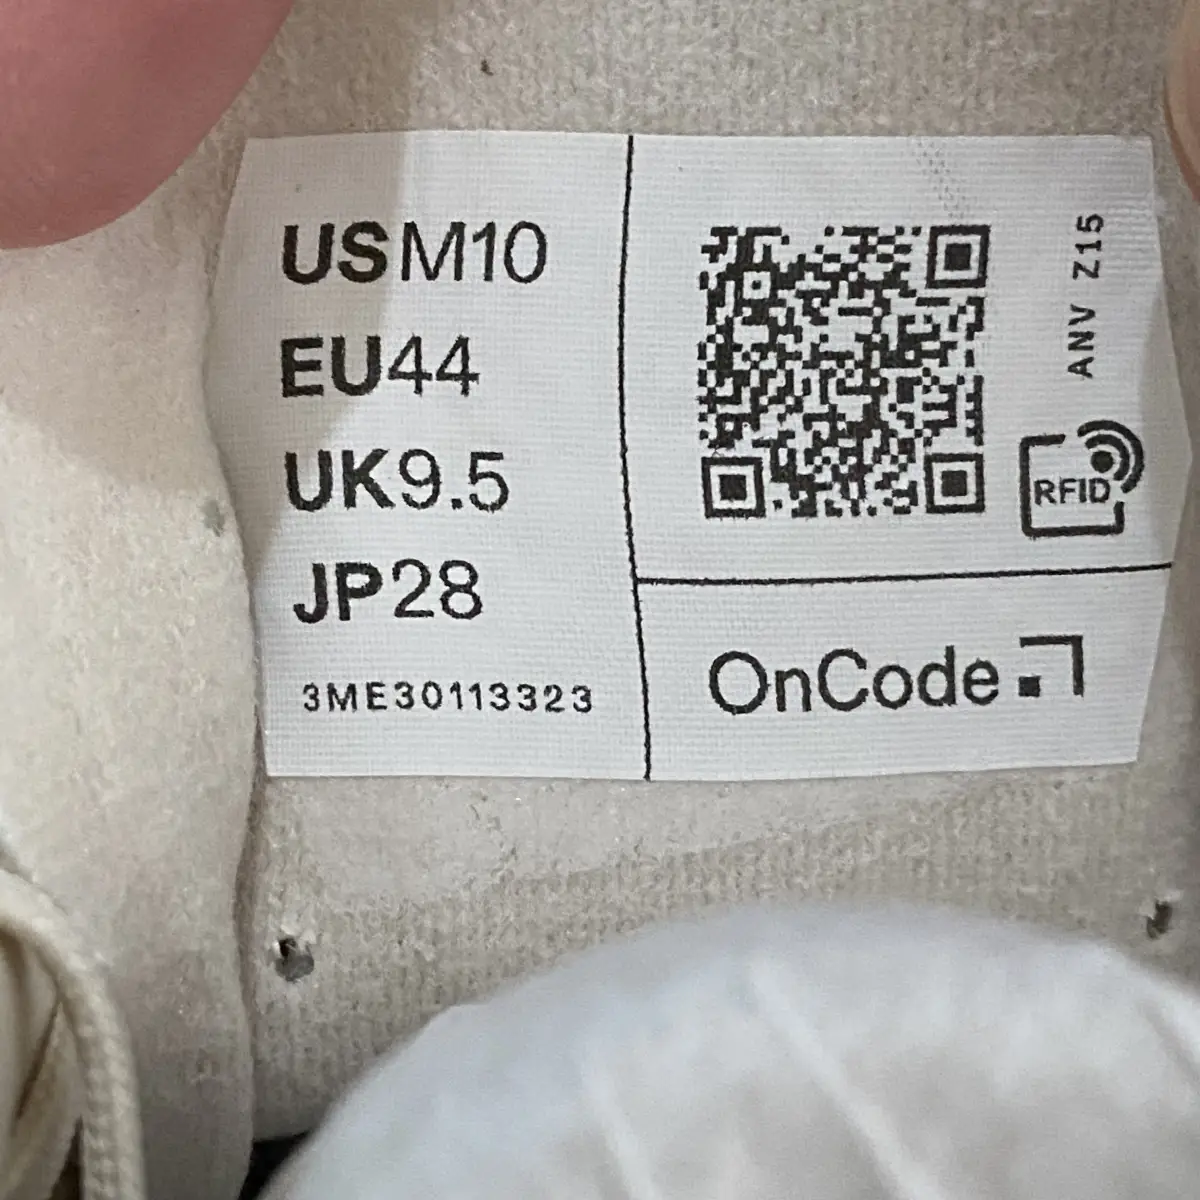 USM10
EU44
UK9.5
JP28
3ME30113323
ANV Z15
RFID
OnCode